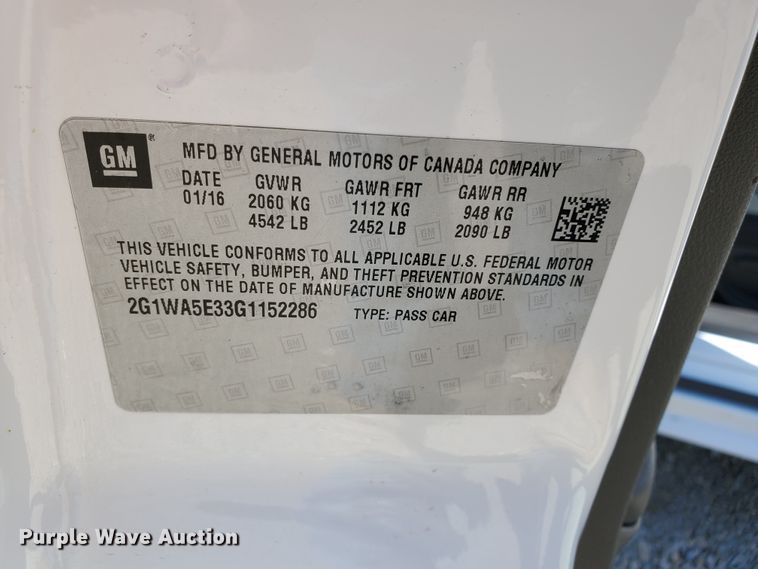 GM
MFD BY GENERAL MOTORS OF CANADA COMPANY
DATE GVWR GAWR FRT GAWR RR
01/16 2060 KG 1112 KG 948 KG
4542 LB 2452 LB 2090 LB
THIS VEHICLE CONFORMS TO ALL APPLICABLE U.S. FEDERAL MOTOR
VEHICLE SAFETY, BUMPER, AND THEFT PREVENTION STANDARDS IN
EFFECT ON THE DATE OF MANUFACTURE SHOWN ABOVE.
2G1WA5E33G1152286 TYPE: PASS CAR
Purple Wave Auction